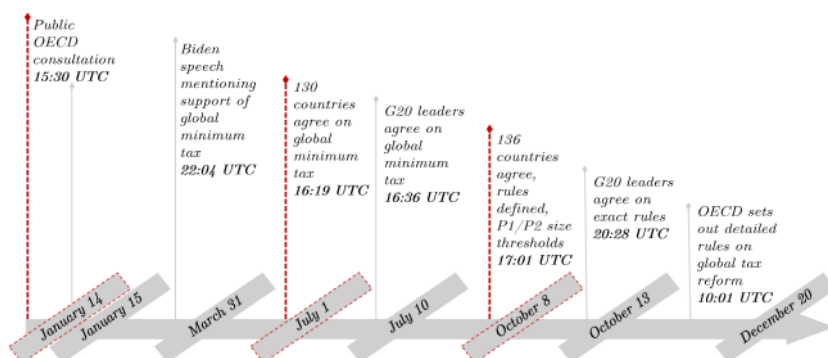 Public
OECD
consultation
15:30 UTC
Biden
speech
mentioning
support of
global
minimum
tax
22:04 UTC
130
countries
agree on
global
minimum
tax
16:19 UTC
G20 leaders
agree on
global
minimum
tax
16:36 UTC
136
countries
agree,
rules
defined,
P1/P2 size
thresholds
17:01 UTC
G20 leaders
agree on
exact rules
20:28 UTC
OECD sets
out detailed
rules on
global tax
reform
10:01 UTC
January 14
January 15
March 31
July 1
July 10
October 8
October 13
December 20